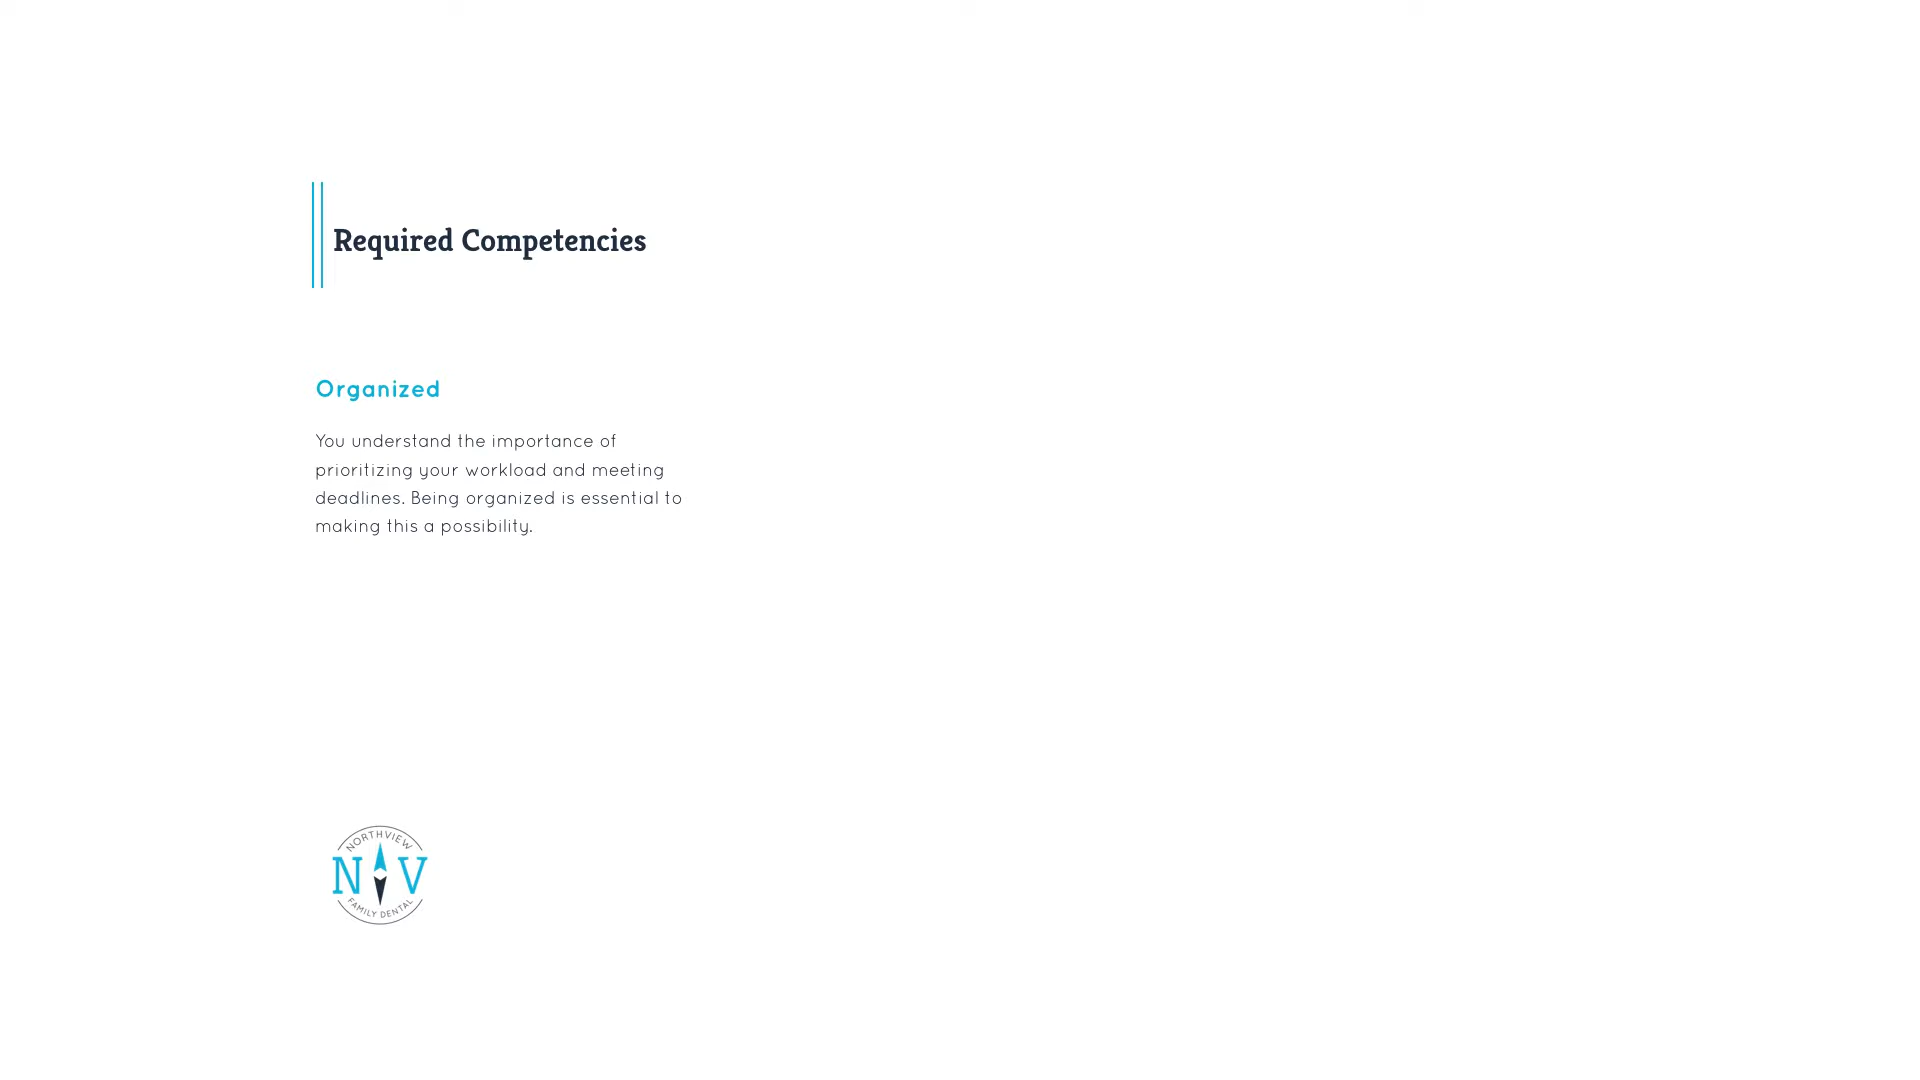 Required Competencies
Organized
You understand the importance of
prioritizing your workload and meeting
deadlines. Being organized is essential to
making this a possibility.
NORTHVIEW
N V
FAMILY DENTAL